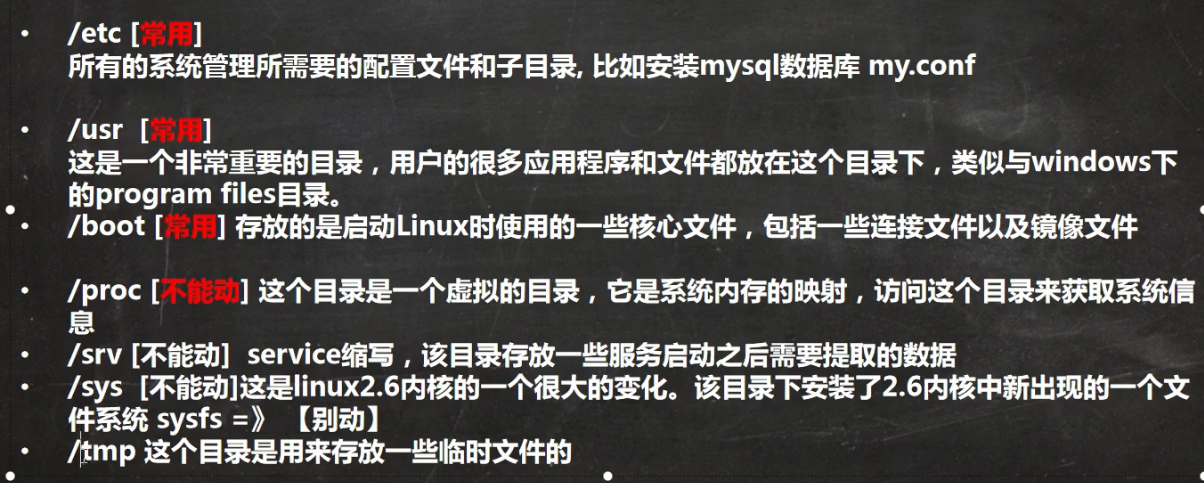 • /etc [常用]
所有的系统管理所需要的配置文件和子目录, 比如安装mysql数据库 my.conf
• /usr [常用]
这是一个非常重要的目录，用户的很多应用程序和文件都放在这个目录下，类似与windows下
的program files目录。
• /boot [常用] 存放的是启动Linux时使用的一些核心文件，包括一些连接文件以及镜像文件
• /proc [不能动] 这个目录是一个虚拟的目录，它是系统内存的映射，访问这个目录来获取系统信
息
• /srv [不能动] service缩写，该目录存放一些服务启动之后需要提取的数据
• /sys [不能动]这是linux2.6内核的一个很大的变化。该目录下安装了2.6内核中新出现的一个文
件系统 sysfs =》 【别动】
• /tmp 这个目录是用来存放一些临时文件的